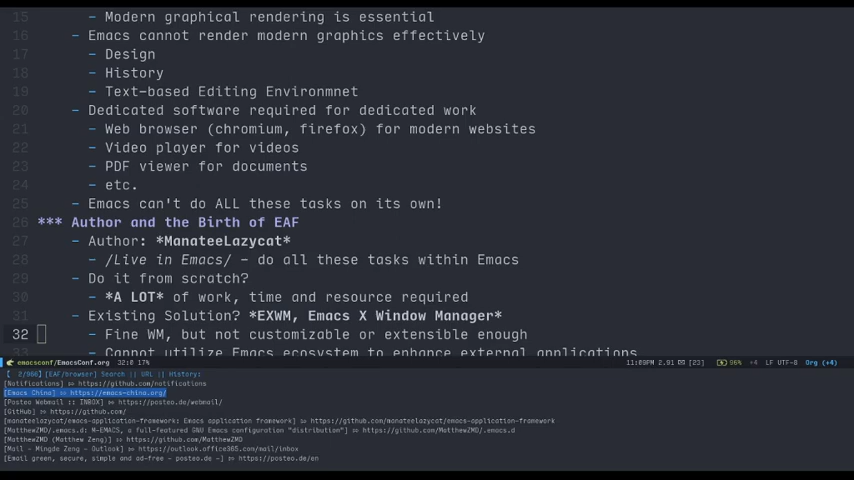 15 - Modern graphical rendering is essential
16 - Emacs cannot render modern graphics effectively
17 - Design
18 - History
19 - Text-based Editing Environmnet
20 - Dedicated software required for dedicated work
21 - Web browser (chromium, firefox) for modern websites
22 - Video player for videos
23 - PDF viewer for documents
24 - etc.
25 - Emacs can't do ALL these tasks on its own!
26 *** Author and the Birth of EAF
27 - Author: *ManateeLazycat*
28 - /Live in Emacs/ - do all these tasks within Emacs
29 - Do it from scratch?
30 - *A LOT* of work, time and resource required
31 - Existing Solution? *EXWM, Emacs X Window Manager*
32 - Fine WM, but not customizable or extensible enough
- Cannot utilize Emacs ecosystem to enhance external applications
emacsconf/EmacsConf.org 32:0 17% 11:09PM 2.91 [23] 96% +4 LF UTF-8 Org (+4)
[ 2/986] [EAF/browser] Search || URL || History:
[Notifications] ➳ https://github.com/notifications
[Emacs China] ➳ https://emacs-china.org/
[Posteo Webmail :: INBOX] ➳ https://posteo.de/webmail/
[GitHub] ➳ https://github.com/
[manateelazycat/emacs-application-framework: Emacs application framework] ➳ https://github.com/manateelazycat/emacs-application-framework
[MatthewZMD/.emacs.d: M-EMACS, a full-featured GNU Emacs configuration "distribution"] ➳ https://github.com/MatthewZMD/.emacs.d
[MatthewZMD (Matthew Zeng)] ➳ https://github.com/MatthewZMD
[Mail - Mingde Zeng - Outlook] ➳ https://outlook.office365.com/mail/inbox
[Email green, secure, simple and ad-free - posteo.de -] ➳ https://posteo.de/en